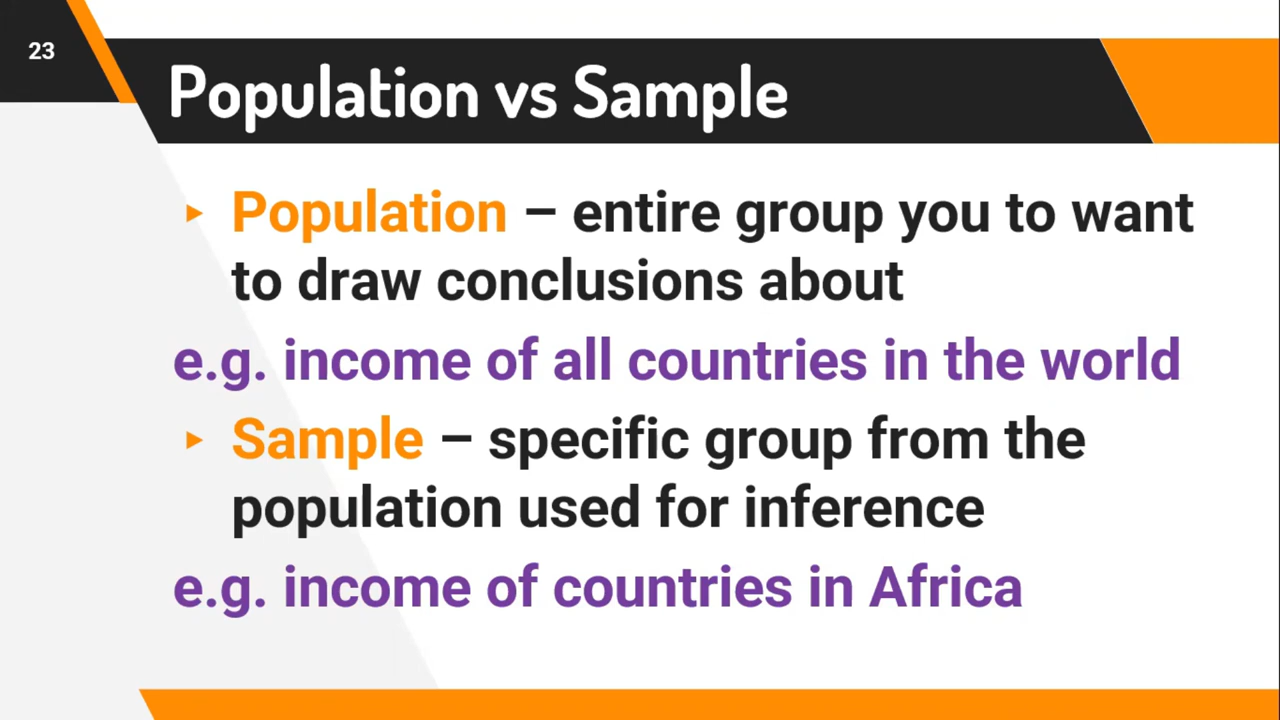 23
Population vs Sample
▸ Population – entire group you to want
to draw conclusions about
e.g. income of all countries in the world
▸ Sample – specific group from the
population used for inference
e.g. income of countries in Africa